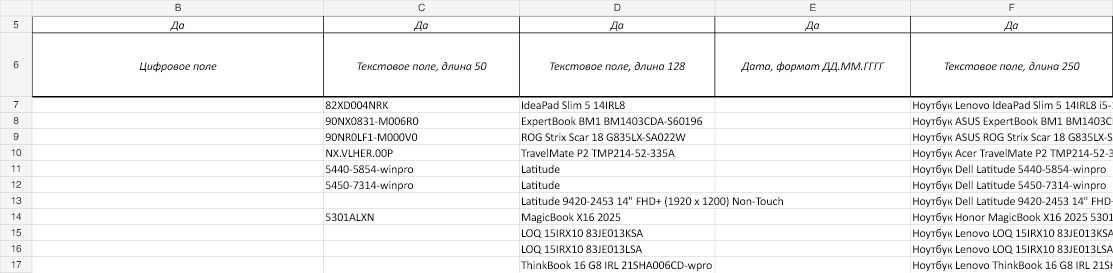 B C D E F
5 Да Да Да Да Да
6 Цифровое поле Текстовое поле, длина 50 Текстовое поле, длина 128 Дата, формат ДД.ММ.ГГГГ Текстовое поле, длина 250
7 82XD004NRK IdeaPad Slim 5 14IRL8 Ноутбук Lenovo IdeaPad Slim 5 14IRL8 i5-
8 90NX0831-M006R0 ExpertBook BM1 BM1403CDA-S60196 Ноутбук ASUS ExpertBook BM1 BM1403C
9 90NR0LF1-M000V0 ROG Strix Scar 18 G835LX-SA022W Ноутбук ASUS ROG Strix Scar 18 G835LX-S
10 NX.VLHER.00P TravelMate P2 TMP214-52-335A Ноутбук Acer TravelMate P2 TMP214-52-3
11 5440-5854-winpro Latitude Ноутбук Dell Latitude 5440-5854-winpro
12 5450-7314-winpro Latitude Ноутбук Dell Latitude 5450-7314-winpro
13 Latitude 9420-2453 14" FHD+ (1920 x 1200) Non-Touch Ноутбук Dell Latitude 9420-2453 14" FHD+
14 5301ALXN MagicBook X16 2025 Ноутбук Honor MagicBook X16 2025 5301
15 LOQ 15IRX10 83JE013KSA Ноутбук Lenovo LOQ 15IRX10 83JE013KSA
16 LOQ 15IRX10 83JE013LSA Ноутбук Lenovo LOQ 15IRX10 83JE013LSA
17 ThinkBook 16 G8 IRL 21SHA006CD-wpro Ноутбук Lenovo ThinkBook 16 G8 IRL 21SH